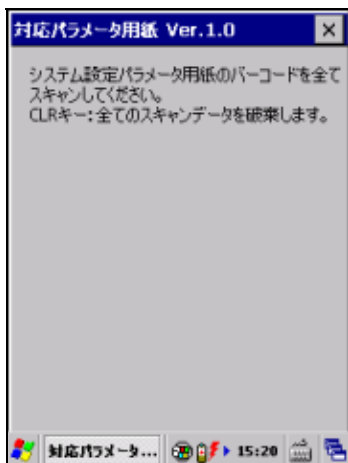 対応パラメータ用紙 Ver.1.0
システム設定パラメータ用紙のバーコードを全て
スキャンしてください。
CLRキー：全てのスキャンデータを破棄します。
対応パラメータ... 15:20